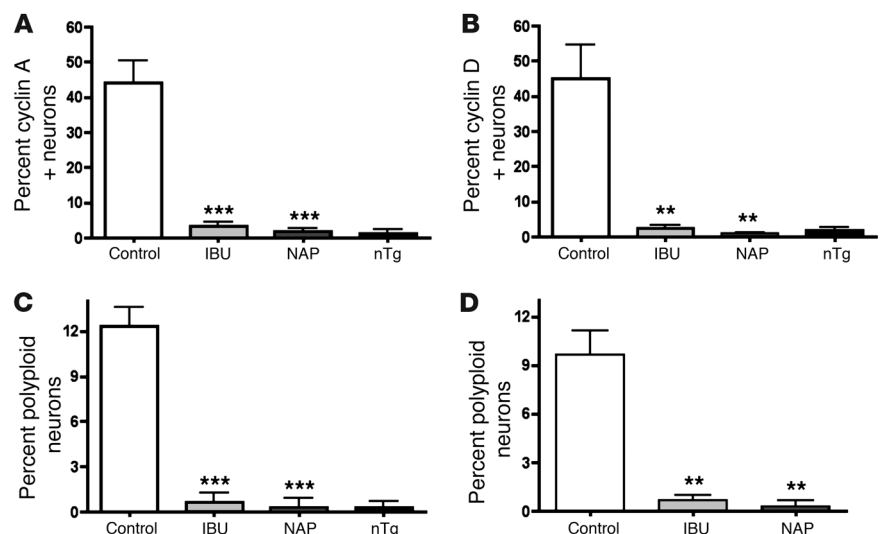 A
Percent cyclin A
+ neurons
60
50
40
30
20
10
0
***
***
Control IBU NAP nTg
B
Percent cyclin D
+ neurons
60
50
40
30
20
10
0
**
**
Control IBU NAP nTg
C
Percent polyploid
neurons
12
9
6
3
0
***
***
Control IBU NAP nTg
D
Percent polyploid
neurons
12
9
6
3
0
**
**
Control IBU NAP